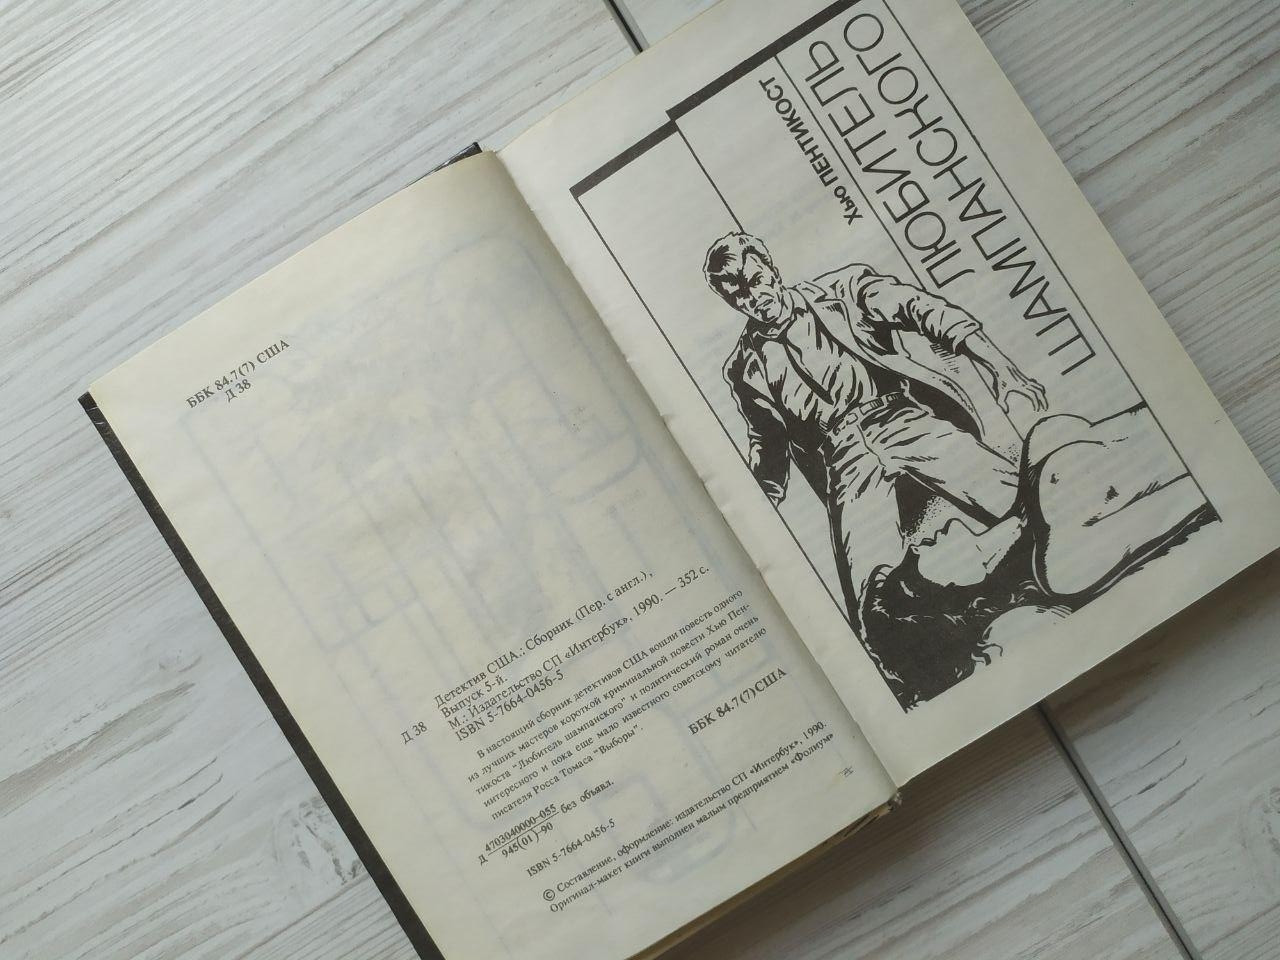 ББК 84.7(7) США
Д 38
Детектив США.: Сборник (Пер. с англ.),
Выпуск 5-й.
Д 38 М.: Издательство СП «Интербук», 1990. — 352 с.
ISBN 5-7664-0456-5
В настоящий сборник детективов США вошли повесть одного
из лучших мастеров короткой криминальной повести Хью Пен-
тикоста "Любитель шампанского" и политический роман очень
интересного и пока еще мало известного советскому читателю
писателя Росса Томаса "Выборы".
ББК 84.7(7)США
Д 4703040000-055
945(01)-90 без объявл.
ISBN 5-7664-0456-5
© Составление, оформление: издательство СП «Интербук», 1990.
Оригинал-макет книги выполнен малым предприятием «Фолиум»
ХЬЮ ПЕНТИКОСТ
ЛЮБИТЕЛЬ
ШАМПАНСКОГО